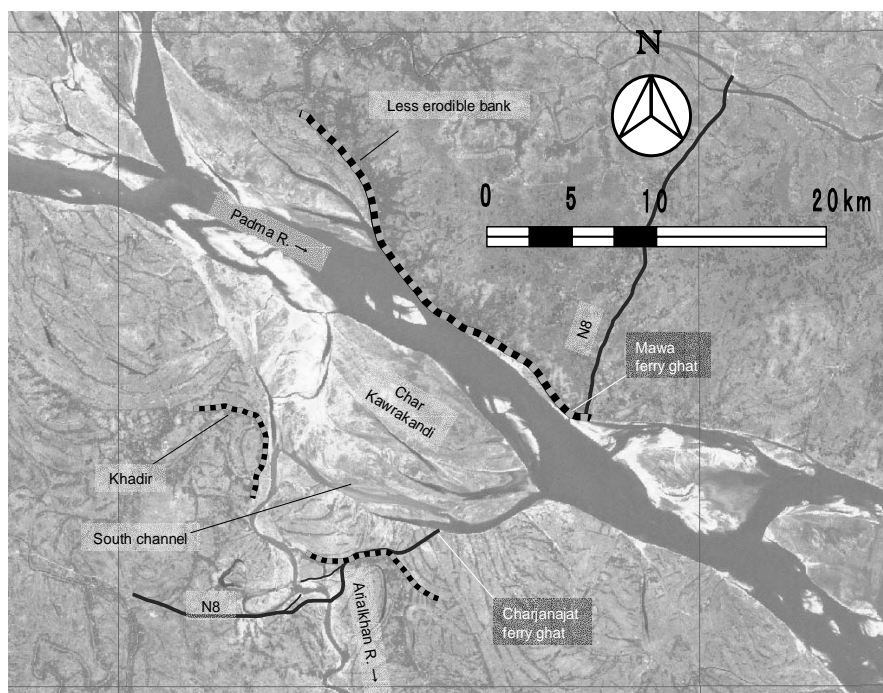 N
Less erodible bank
0 5 10 20km
Padma R. →
N8
Mawa
ferry ghat
Char
Kawrakandi
Khadir
South channel
N8
Arialkhan R. →
Charjanajat
ferry ghat